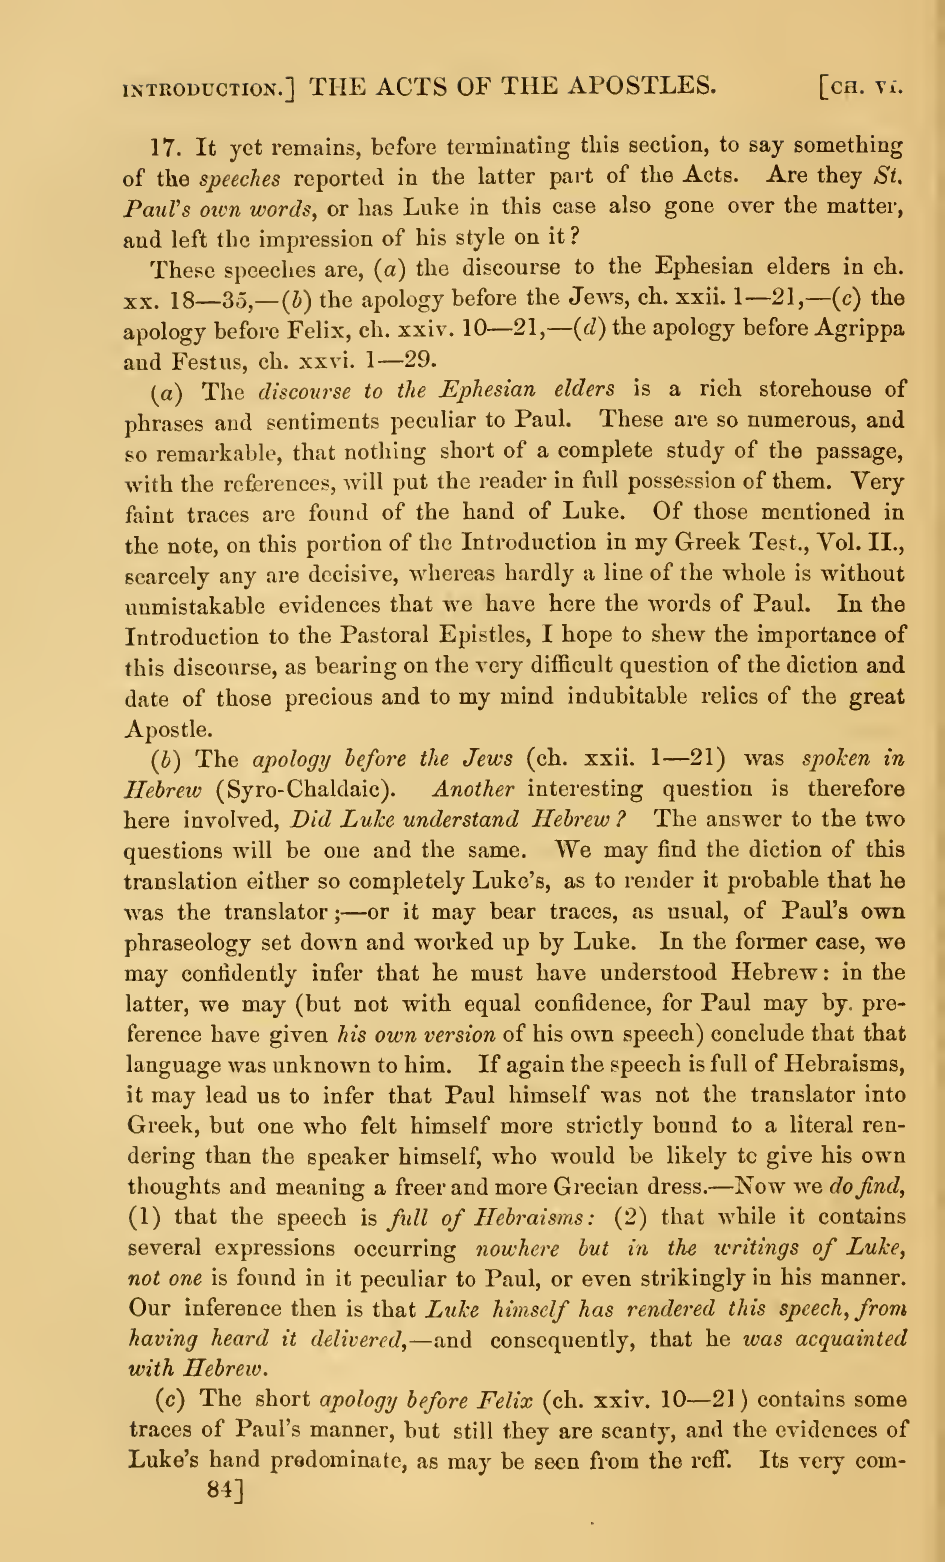 INTRODUCTION.] THE ACTS OF THE APOSTLES. [CH. VI.
17. It yet remains, before terminating this section, to say something
of the speeches reported in the latter part of the Acts. Are they St.
Paul's own words, or has Luke in this case also gone over the matter,
and left the impression of his style on it?
These speeches are, (a) the discourse to the Ephesian elders in ch.
xx. 18—35,—(b) the apology before the Jews, ch. xxii. 1—21,—(c) the
apology before Felix, ch. xxiv. 10—21,—(d) the apology before Agrippa
and Festus, ch. xxvi. 1—29.
(a) The discourse to the Ephesian elders is a rich storehouse of
phrases and sentiments peculiar to Paul. These are so numerous, and
so remarkable, that nothing short of a complete study of the passage,
with the references, will put the reader in full possession of them. Very
faint traces are found of the hand of Luke. Of those mentioned in
the note, on this portion of the Introduction in my Greek Test., Vol. II.,
scarcely any are decisive, whereas hardly a line of the whole is without
unmistakable evidences that we have here the words of Paul. In the
Introduction to the Pastoral Epistles, I hope to shew the importance of
this discourse, as bearing on the very difficult question of the diction and
date of those precious and to my mind indubitable relics of the great
Apostle.
(b) The apology before the Jews (ch. xxii. 1—21) was spoken in
Hebrew (Syro-Chaldaic). Another interesting question is therefore
here involved, Did Luke understand Hebrew? The answer to the two
questions will be one and the same. We may find the diction of this
translation either so completely Luke's, as to render it probable that he
was the translator;—or it may bear traces, as usual, of Paul's own
phraseology set down and worked up by Luke. In the former case, we
may confidently infer that he must have understood Hebrew: in the
latter, we may (but not with equal confidence, for Paul may by. pre-
ference have given his own version of his own speech) conclude that that
language was unknown to him. If again the speech is full of Hebraisms,
it may lead us to infer that Paul himself was not the translator into
Greek, but one who felt himself more strictly bound to a literal ren-
dering than the speaker himself, who would be likely to give his own
thoughts and meaning a freer and more Grecian dress.—Now we do find,
(1) that the speech is full of Hebraisms: (2) that while it contains
several expressions occurring nowhere but in the writings of Luke,
not one is found in it peculiar to Paul, or even strikingly in his manner.
Our inference then is that Luke himself has rendered this speech, from
having heard it delivered,—and consequently, that he was acquainted
with Hebrew.
(c) The short apology before Felix (ch. xxiv. 10—21) contains some
traces of Paul's manner, but still they are scanty, and the evidences of
Luke's hand predominate, as may be seen from the reff. Its very com-
84]